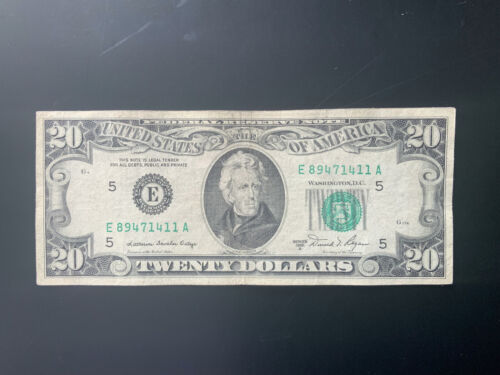 FEDERAL RESERVE NOTE
20 THE UNITED STATES OF AMERICA 20
THIS NOTE IS LEGAL TENDER
FOR ALL DEBTS, PUBLIC AND PRIVATE
E 89471411 A
WASHINGTON, D.C.
5 E 5
E 89471411 A
5 5
SERIES
20 TWENTY DOLLARS 20